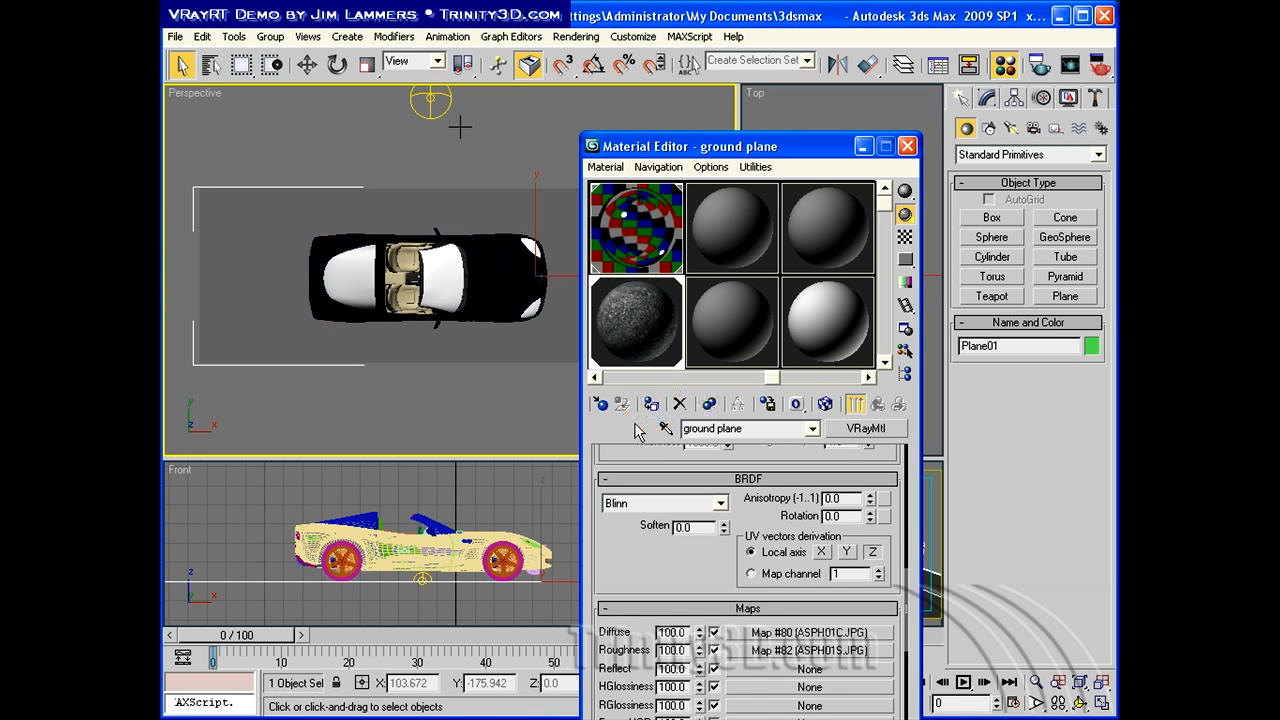 VRayRT Demo by Jim Lammers • Trinity3D.com
ttings\Administrator\My Documents\3dsmax - Autodesk 3ds Max 2009 SP1 x...
File Edit Tools Group Views Create Modifiers Animation Graph Editors Rendering Customize MAXScript Help
View
Create Selection Set
Perspective
Top
Material Editor - ground plane
Material Navigation Options Utilities
Standard Primitives
- Object Type
AutoGrid
Box Cone
Sphere GeoSphere
Cylinder Tube
Torus Pyramid
Teapot Plane
- Name and Color
Plane01
ground plane
VRayMtl
- BRDF
Blinn
Anisotropy (-1..1) 0.0
Rotation 0.0
Soften 0.0
UV vectors derivation
Local axis X Y Z
Map channel 1
- Maps
Diffuse 100.0 Map #80 (ASPH01C.JPG)
Roughness 100.0 Map #82 (ASPH01S.JPG)
Reflect 100.0 None
HGlossiness 100.0 None
RGlossiness 100.0 None
Front
y
x
z
y
x
z
x
y
0 / 100
0 10 20 30 40 50
1 Object Sel X: 103.672 Y: -175.942 Z: 0.0
AXScript.
Click or click-and-drag to select objects
0